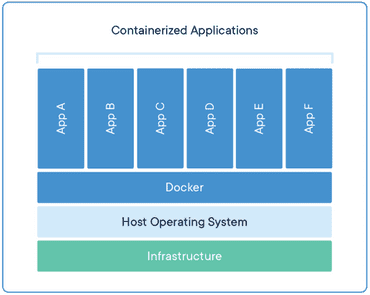 Containerized Applications
App A
App B
App C
App D
App E
App F
Docker
Host Operating System
Infrastructure